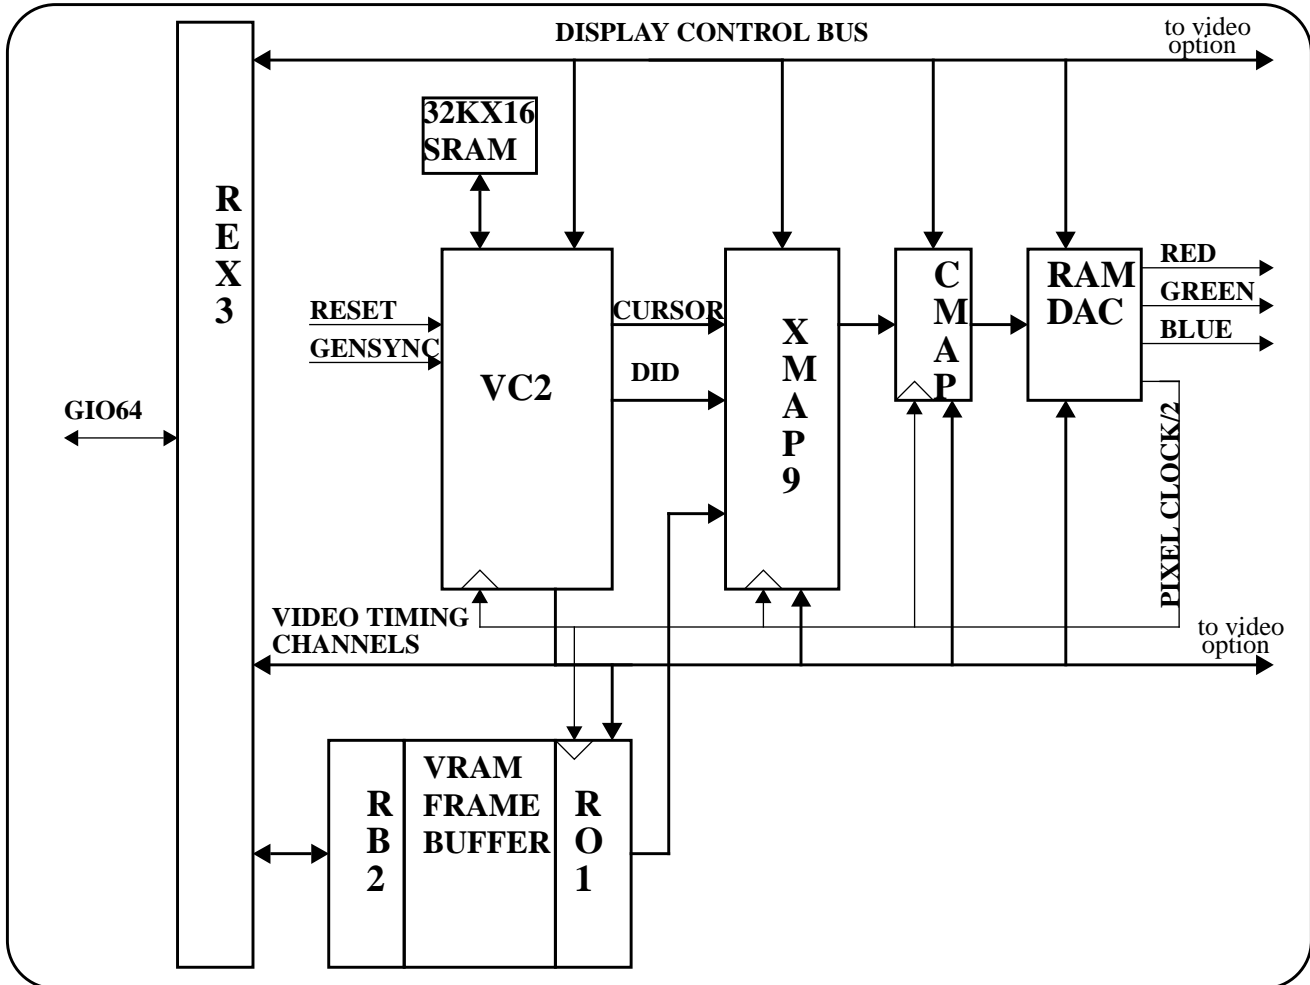 DISPLAY CONTROL BUS
to video
option
32KX16
SRAM
R
E
X
3
RESET
GENSYNC
GIO64
VC2
CURSOR
DID
X
M
A
P
9
C
M
A
P
RAM
DAC
RED
GREEN
BLUE
PIXEL CLOCK/2
VIDEO TIMING
CHANNELS
to video
option
R
B
2
VRAM
FRAME
BUFFER
R
O
1